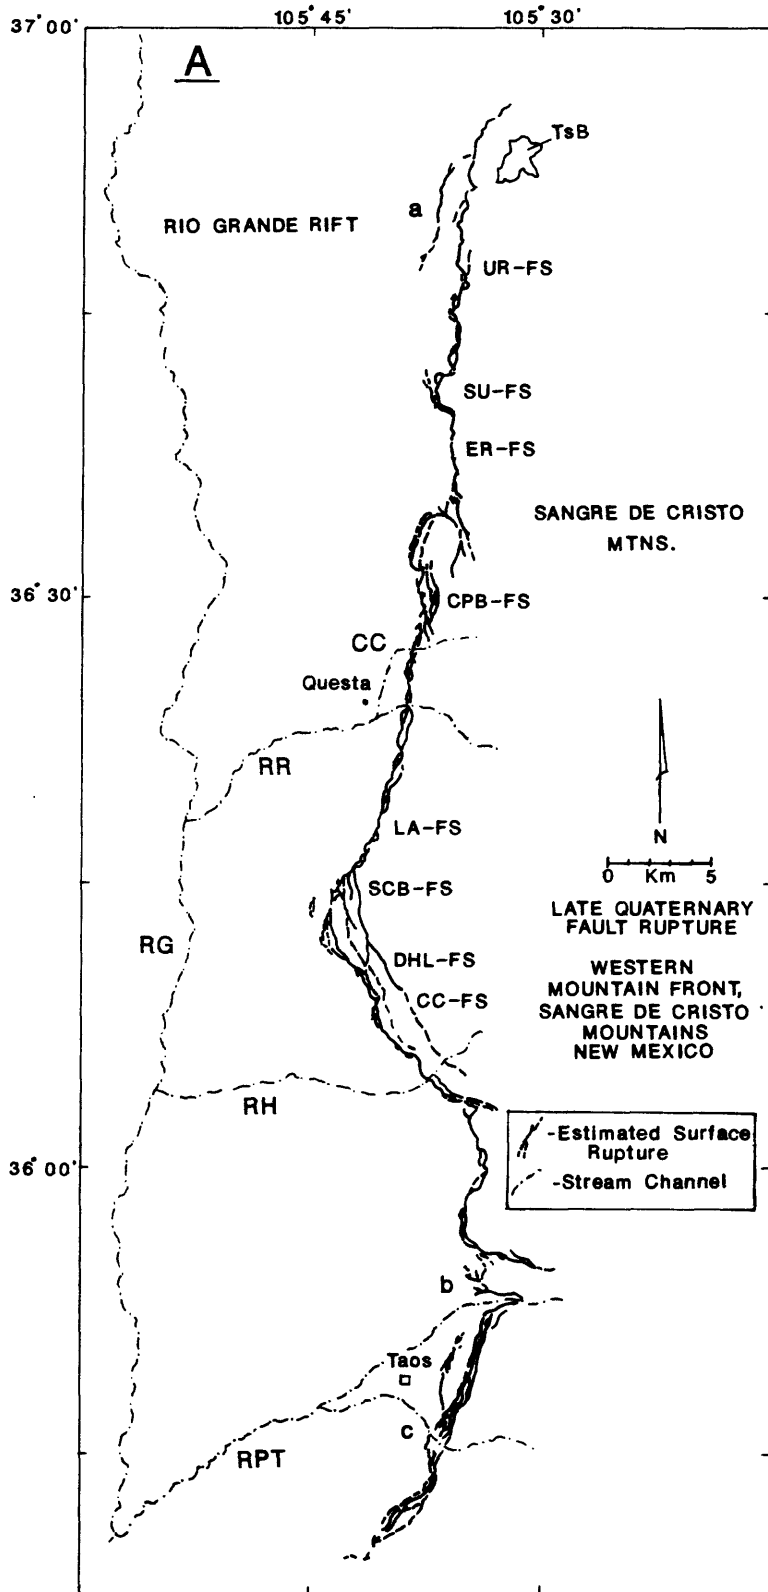 105°45'
105°30'
37°00'
A
TsB
a
RIO GRANDE RIFT
UR-FS
SU-FS
ER-FS
SANGRE DE CRISTO
MTNS.
36°30'
CPB-FS
CC
Questa
RR
N
LA-FS
0 Km 5
SCB-FS
LATE QUATERNARY
FAULT RUPTURE
RG
DHL-FS
WESTERN
MOUNTAIN FRONT,
SANGRE DE CRISTO
MOUNTAINS
NEW MEXICO
CC-FS
RH
-Estimated Surface
Rupture
-Stream Channel
36°00'
b
Taos
c
RPT